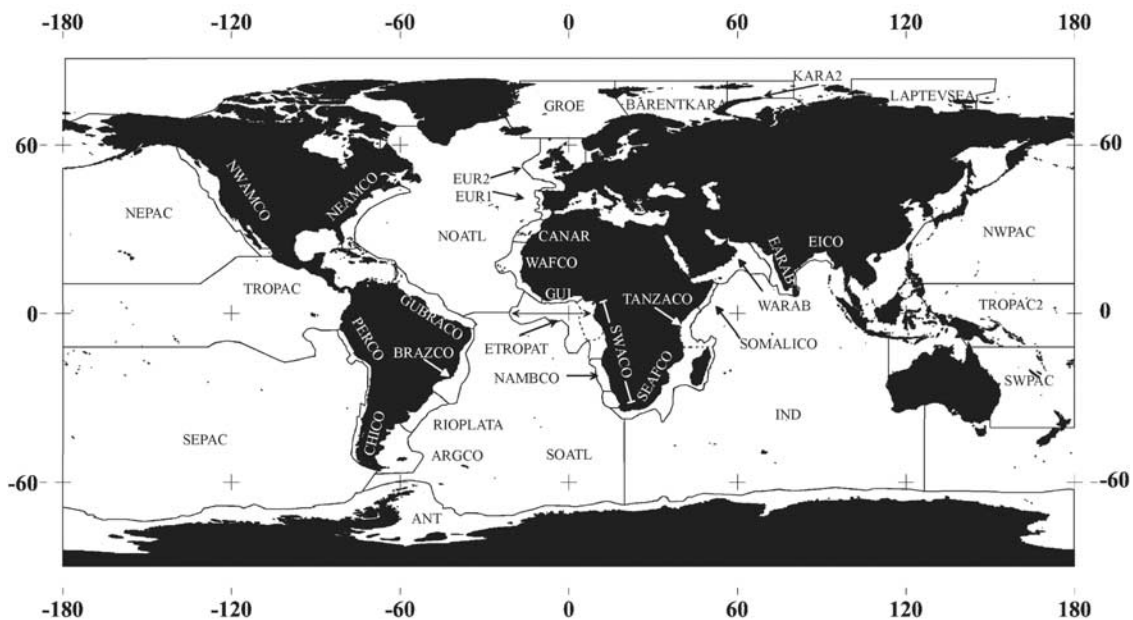 -180 -120 -60 0 60 120 180
KARA2
GROE
BARENTKARA
LAPTEVSEA
60 60
EUR2
EUR1
NWAMCO
NEAMCO
NEPAC
NOATL
CANAR
WAFCO
EARAB
EICO
NWPAC
TROPAC
GUI
TANZACO
WARAB
TROPAC2
0 0
GUBRACO
PERCO
BRAZCO
ETROPAT
NAMBCO
SWACO
SEAFCO
SOMALICO
SWPAC
IND
SEPAC
CHICO
RIOPLATA
ARGCO
SOATL
-60 -60
ANT
-180 -120 -60 0 60 120 180